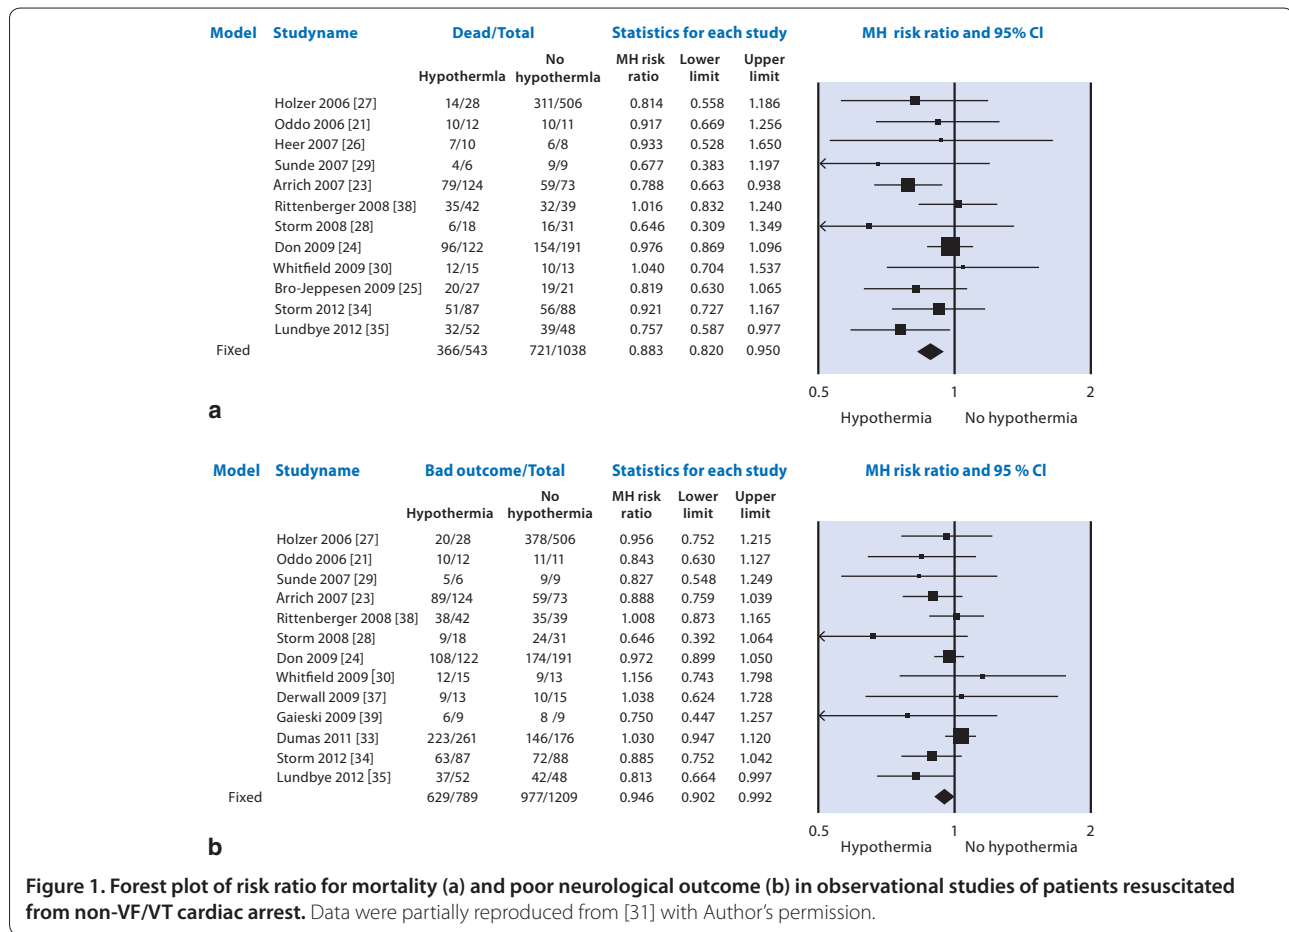 Model Studyname Dead/Total Statistics for each study MH risk ratio and 95% CI
No MH risk Lower Upper
Hypothermla hypothermla ratio limit limit
Holzer 2006 [27] 14/28 311/506 0.814 0.558 1.186
Oddo 2006 [21] 10/12 10/11 0.917 0.669 1.256
Heer 2007 [26] 7/10 6/8 0.933 0.528 1.650
Sunde 2007 [29] 4/6 9/9 0.677 0.383 1.197
Arrich 2007 [23] 79/124 59/73 0.788 0.663 0.938
Rittenberger 2008 [38] 35/42 32/39 1.016 0.832 1.240
Storm 2008 [28] 6/18 16/31 0.646 0.309 1.349
Don 2009 [24] 96/122 154/191 0.976 0.869 1.096
Whitfield 2009 [30] 12/15 10/13 1.040 0.704 1.537
Bro-Jeppesen 2009 [25] 20/27 19/21 0.819 0.630 1.065
Storm 2012 [34] 51/87 56/88 0.921 0.727 1.167
Lundbye 2012 [35] 32/52 39/48 0.757 0.587 0.977
FiXed 366/543 721/1038 0.883 0.820 0.950
0.5 1 2
Hypothermia No hypothermia
a
Model Studyname Bad outcome/Total Statistics for each study MH risk ratio and 95 % CI
No MH risk Lower Upper
Hypothermia hypothermia ratio limit limit
Holzer 2006 [27] 20/28 378/506 0.956 0.752 1.215
Oddo 2006 [21] 10/12 11/11 0.843 0.630 1.127
Sunde 2007 [29] 5/6 9/9 0.827 0.548 1.249
Arrich 2007 [23] 89/124 59/73 0.888 0.759 1.039
Rittenberger 2008 [38] 38/42 35/39 1.008 0.873 1.165
Storm 2008 [28] 9/18 24/31 0.646 0.392 1.064
Don 2009 [24] 108/122 174/191 0.972 0.899 1.050
Whitfield 2009 [30] 12/15 9/13 1.156 0.743 1.798
Derwall 2009 [37] 9/13 10/15 1.038 0.624 1.728
Gaieski 2009 [39] 6/9 8 /9 0.750 0.447 1.257
Dumas 2011 [33] 223/261 146/176 1.030 0.947 1.120
Storm 2012 [34] 63/87 72/88 0.885 0.752 1.042
Lundbye 2012 [35] 37/52 42/48 0.813 0.664 0.997
Fixed 629/789 977/1209 0.946 0.902 0.992
0.5 1 2
Hypothermia No hypothermia
b
Figure 1. Forest plot of risk ratio for mortality (a) and poor neurological outcome (b) in observational studies of patients resuscitated
from non-VF/VT cardiac arrest. Data were partially reproduced from [31] with Author's permission.